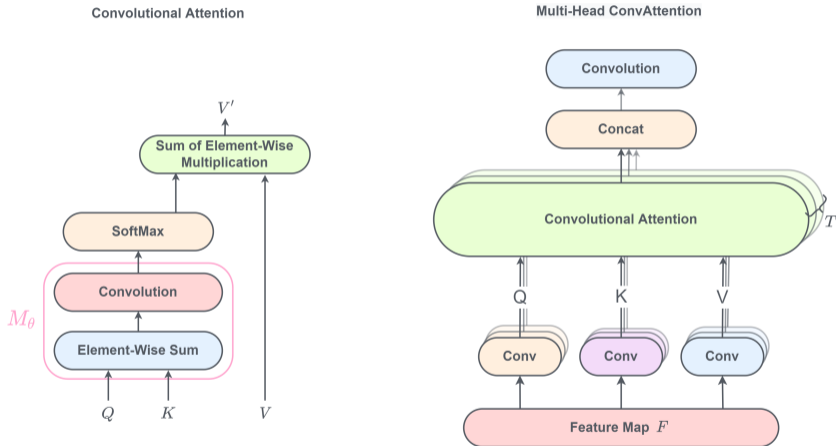 Convolutional Attention
V′
Sum of Element-Wise
Multiplication
SoftMax
Convolution
M_θ
Element-Wise Sum
Q K V
Multi-Head ConvAttention
Convolution
Concat
Convolutional Attention
T
Q K V
Conv Conv Conv
Feature Map F